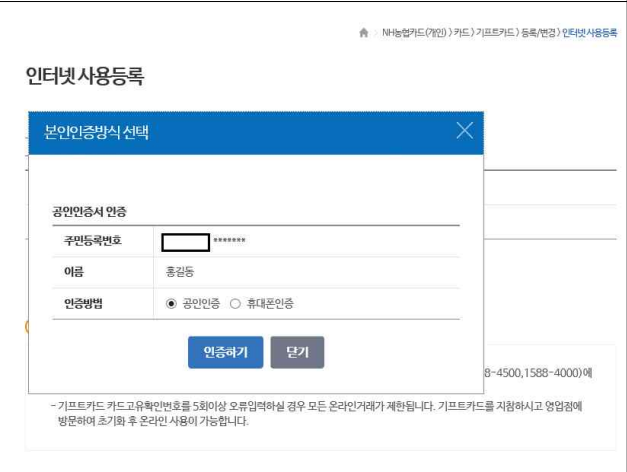 NH농협카드(개인) > 카드 > 기프트카드 > 등록/변경 > 인터넷 사용등록
인터넷 사용등록
본인인증방식 선택
공인인증서 인증
주민등록번호 *******
이름 홍길동
인증방법 공인인증 휴대폰인증
인증하기 닫기
8-4500,1588-4000)에
- 기프트카드 카드고유확인번호를 5회이상 오류입력하실 경우 모든 온라인거래가 제한됩니다. 기프트카드를 지참하시고 영업점에
방문하여 초기화 후 온라인 사용이 가능합니다.